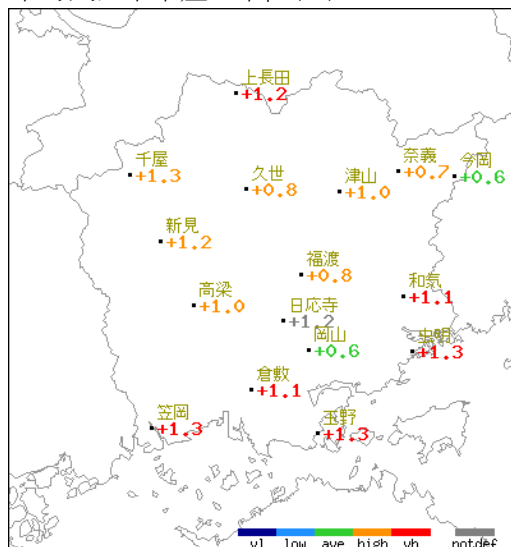 上長田
+1.2
千屋
+1.3
久世
+0.8
津山
+1.0
奈義
+0.7
今岡
+0.6
新見
+1.2
福渡
+0.8
高梁
+1.0
日応寺
+1.2
和気
+1.1
岡山
+0.6
虫明
+1.3
倉敷
+1.1
笠岡
+1.3
玉野
+1.3
vl low ave high vh notdef